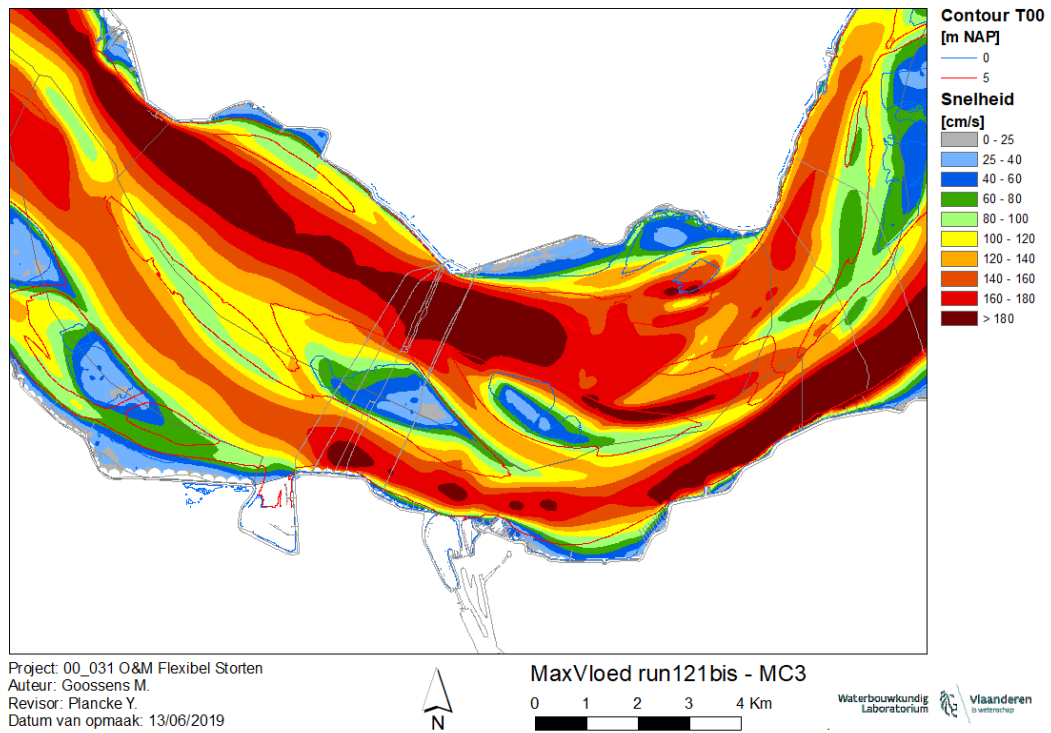 Contour T00
[m NAP]
0
5
Snelheid
[cm/s]
0 - 25
25 - 40
40 - 60
60 - 80
80 - 100
100 - 120
120 - 140
140 - 160
160 - 180
> 180
Project: 00_031 O&M Flexibel Storten
Auteur: Goossens M.
Revisor: Plancke Y.
Datum van opmaak: 13/06/2019
N
MaxVloed run121bis - MC3
0 1 2 3 4 Km
Waterbouwkundig
Laboratorium
Vlaanderen
is wetenschap